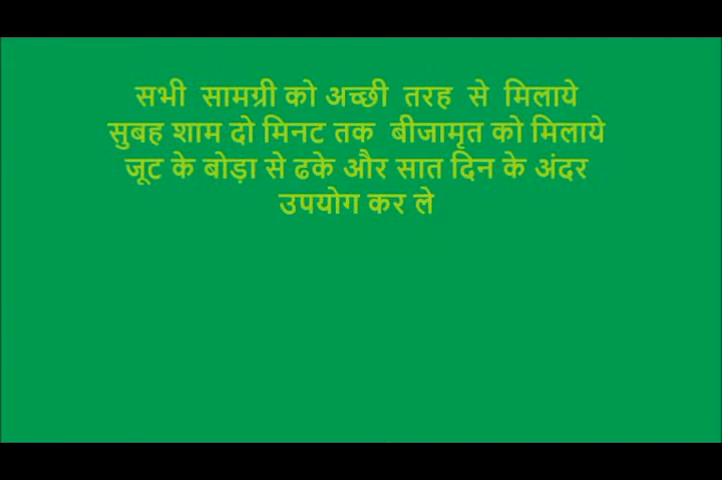 सभी सामग्री को अच्छी तरह से मिलाये
सुबह शाम दो मिनट तक बीजामृत को मिलाये
जूट के बोड़ा से ढके और सात दिन के अंदर
उपयोग कर ले